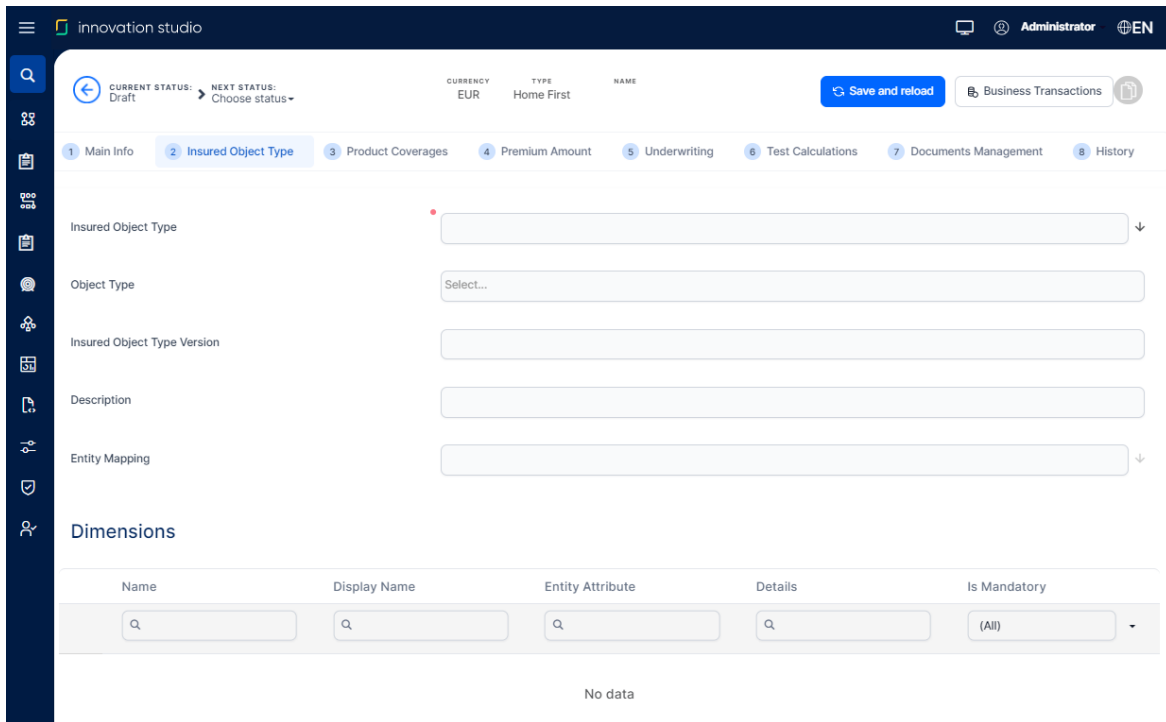 innovation studio
Administrator
EN
CURRENT STATUS:
Draft
NEXT STATUS:
Choose status
CURRENCY
EUR
TYPE
Home First
NAME
Save and reload
Business Transactions
1 Main Info
2 Insured Object Type
3 Product Coverages
4 Premium Amount
5 Underwriting
6 Test Calculations
7 Documents Management
8 History
Insured Object Type
Object Type
Select...
Insured Object Type Version
Description
Entity Mapping
Dimensions
Name Display Name Entity Attribute Details Is Mandatory
(All)
No data